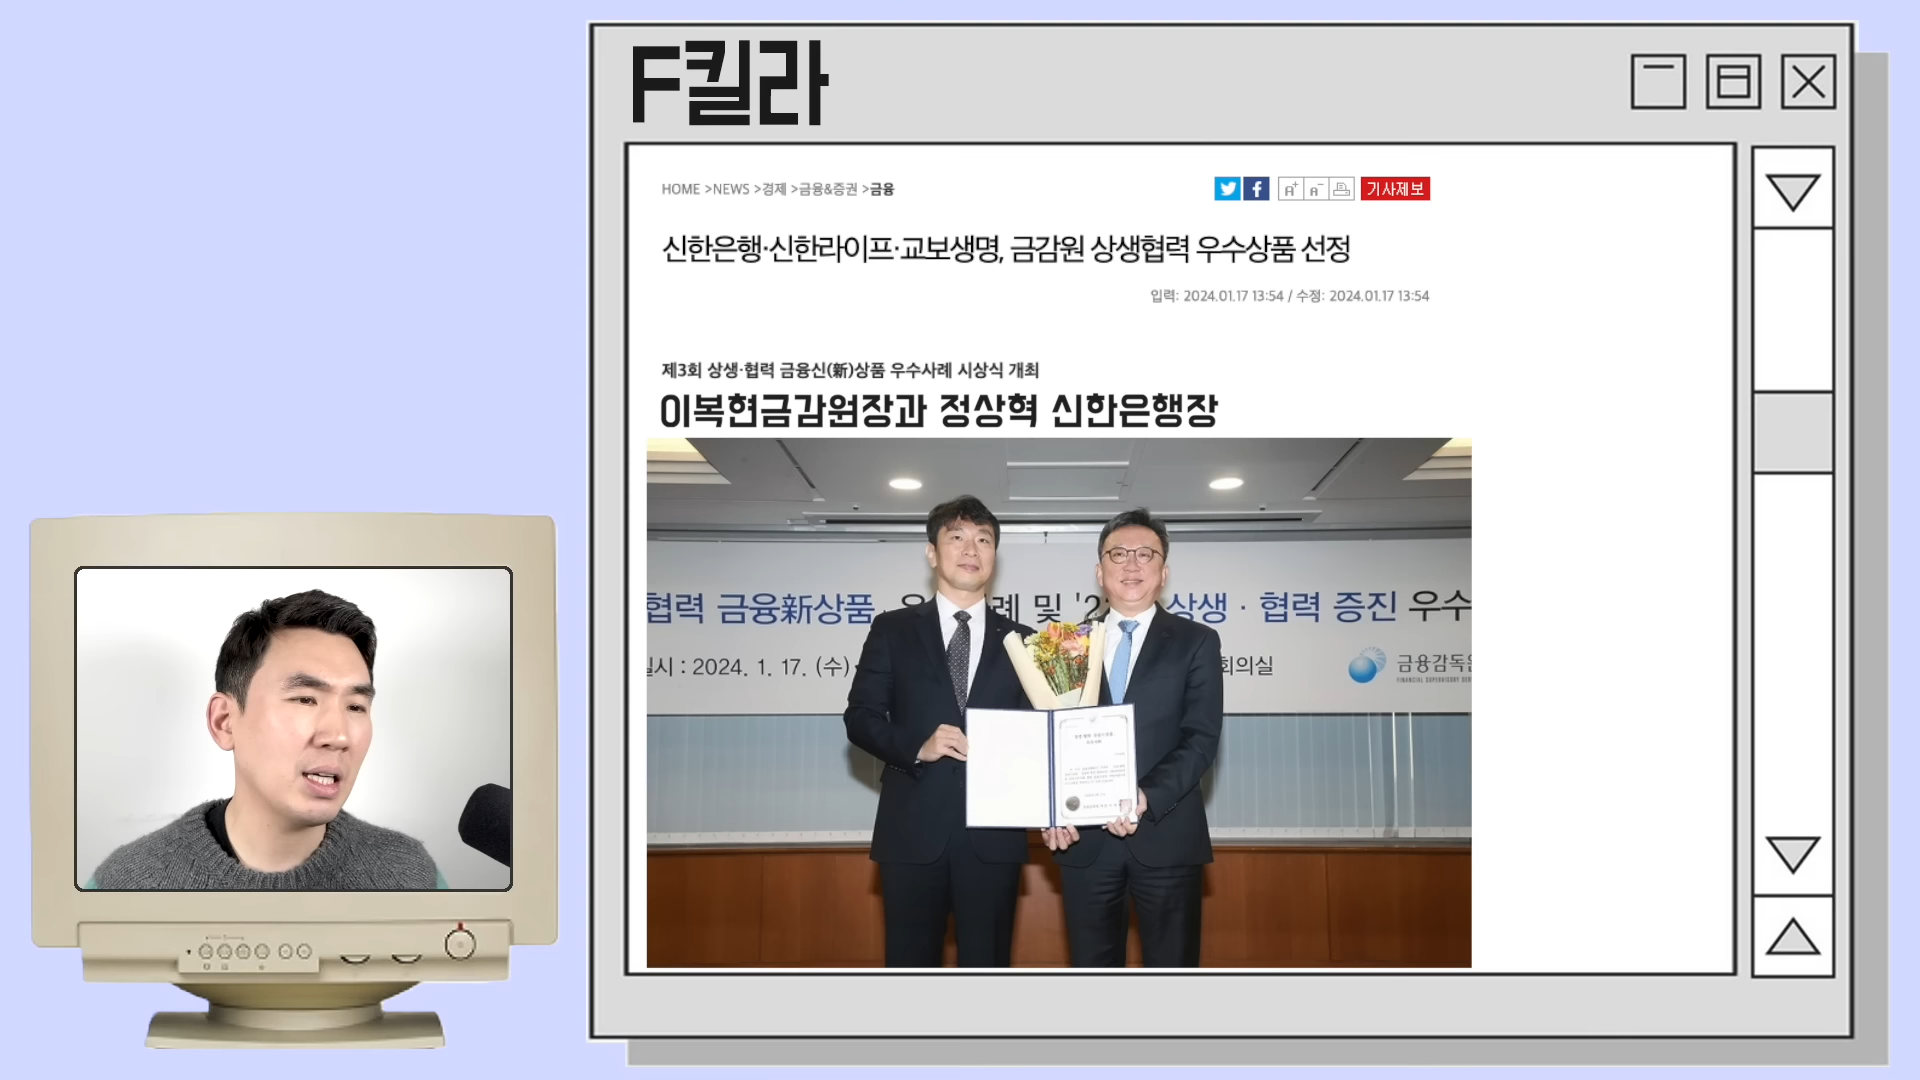 F킬라
HOME >NEWS >경제 >금융&증권 >금융
기사제보
신한은행·신한라이프·교보생명, 금감원 상생협력 우수상품 선정
입력: 2024.01.17 13:54 / 수정: 2024.01.17 13:54
제3회 상생·협력 금융신(新)상품 우수사례 시상식 개최
이복현금감원장과 정상혁 신한은행장
협력 금융新상품 및 상생 · 협력 증진 우수
일시 : 2024. 1. 17. (수) 회의실
금융감독원